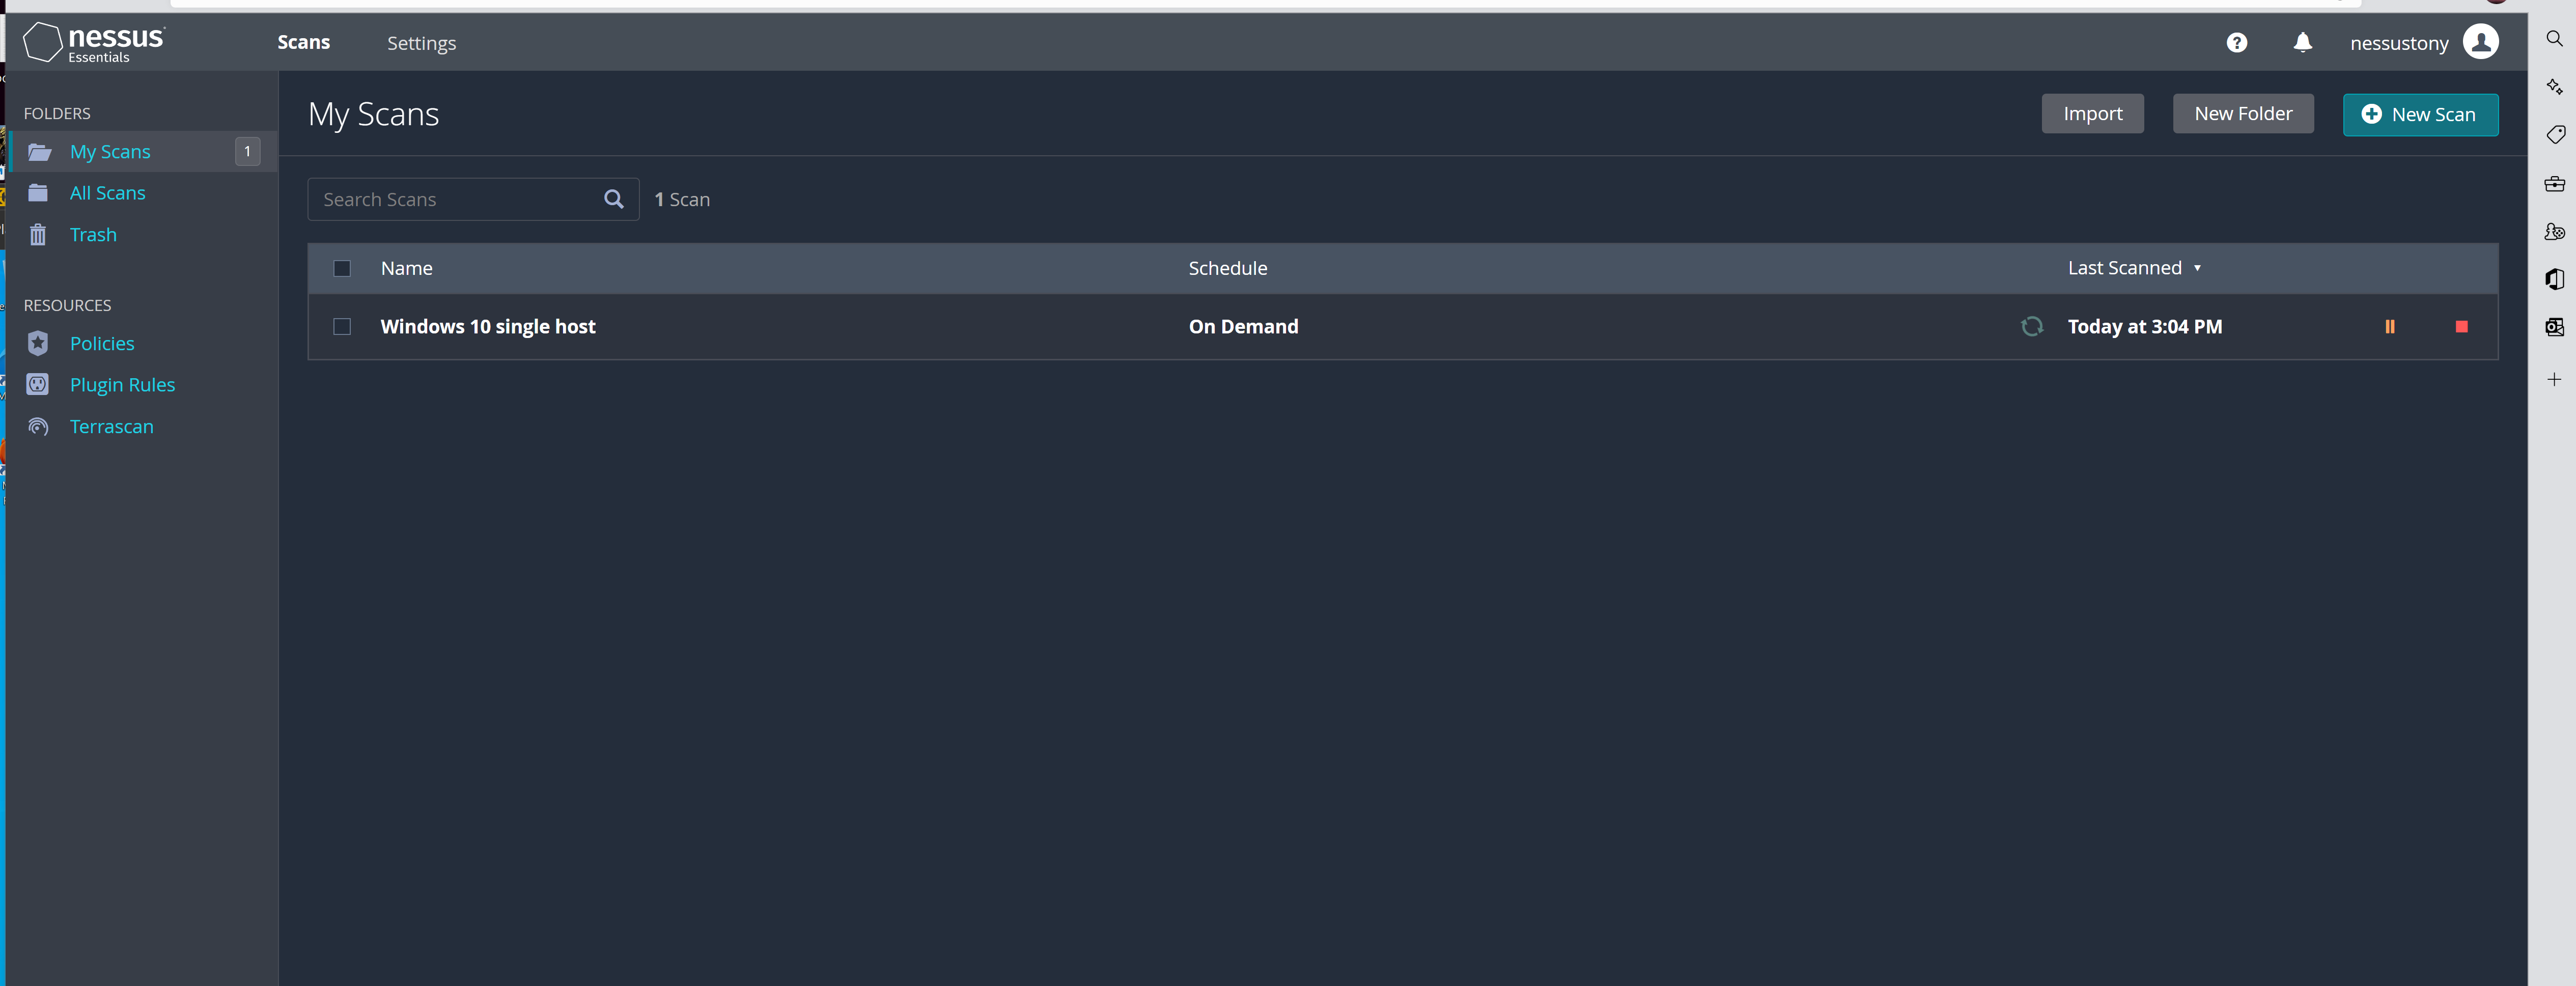 nessus
Essentials
Scans
Settings
nessustony
FOLDERS
My Scans
1
All Scans
Trash
RESOURCES
Policies
Plugin Rules
Terrascan
My Scans
Import
New Folder
New Scan
Search Scans
1 Scan
Name
Schedule
Last Scanned
Windows 10 single host
On Demand
Today at 3:04 PM